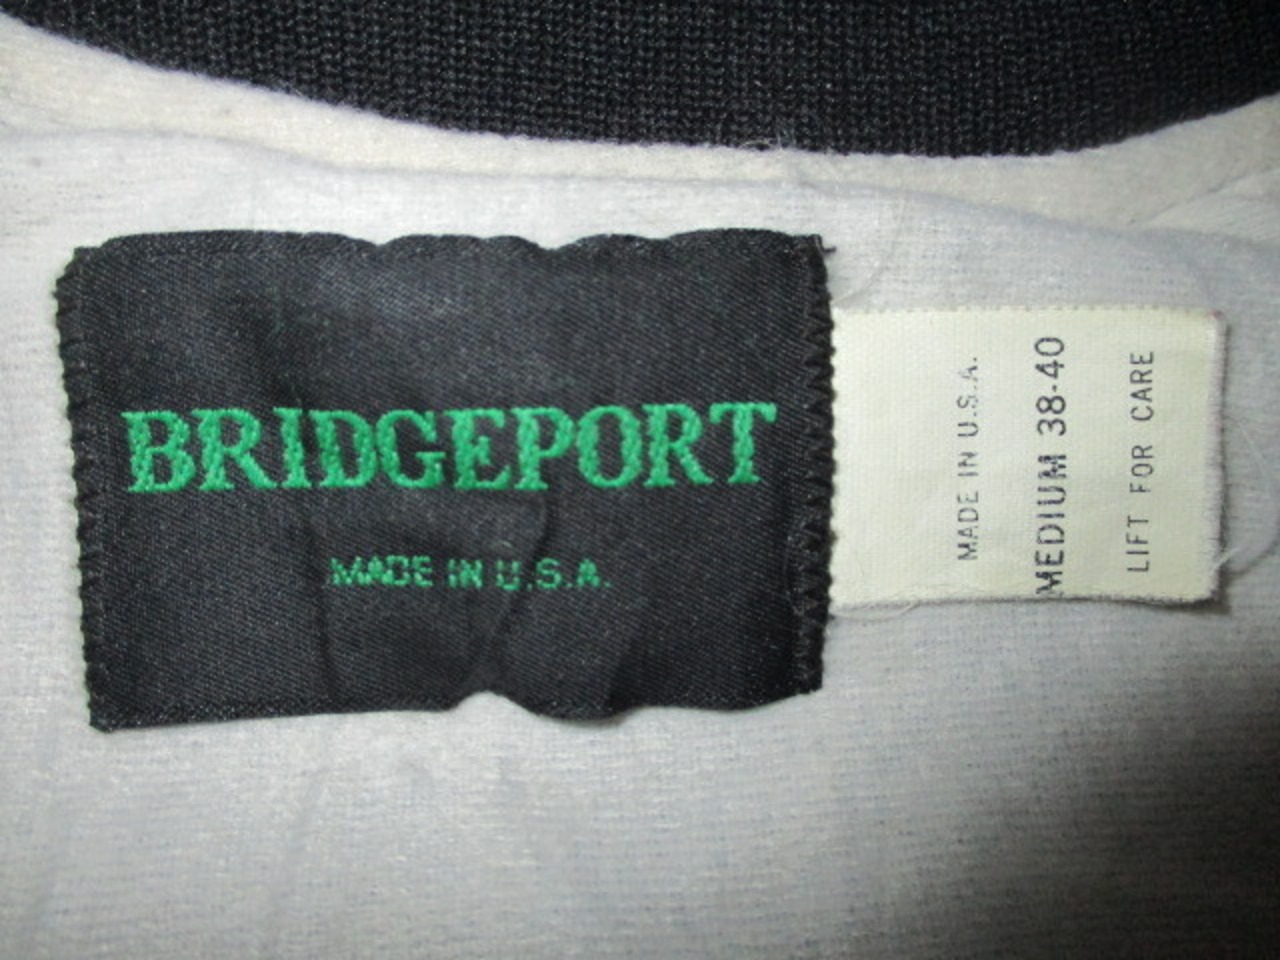 BRIDGEPORT
MADE IN U.S.A.
MADE IN U.S.A.
MEDIUM 38-40
LIFT FOR CARE